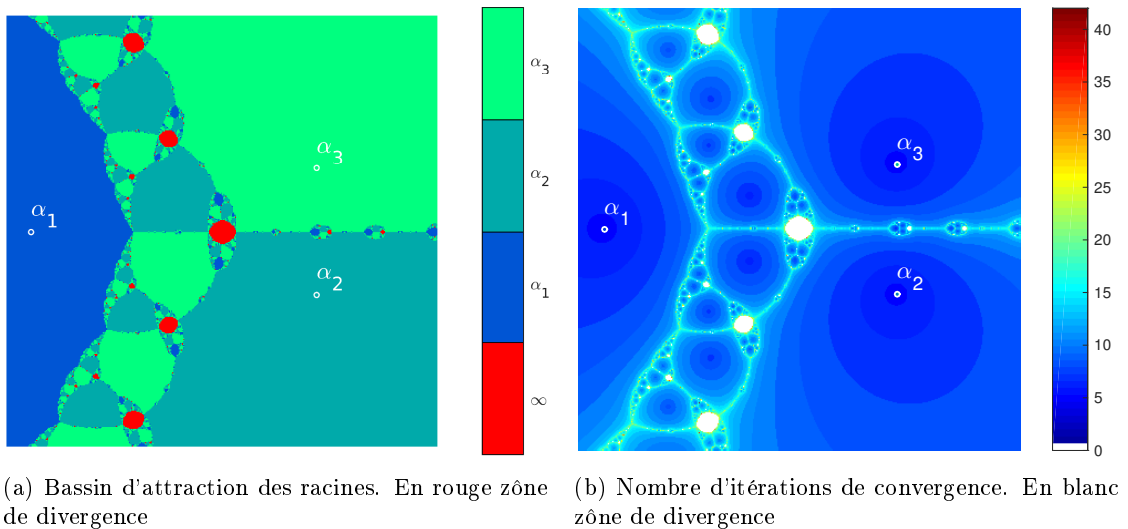 α₃
α₁
α₂
α₃
α₂
α₁
∞
α₃
α₁
α₂
40
35
30
25
20
15
10
5
0
(a) Bassin d'attraction des racines. En rouge zône
de divergence
(b) Nombre d'itérations de convergence. En blanc
zône de divergence